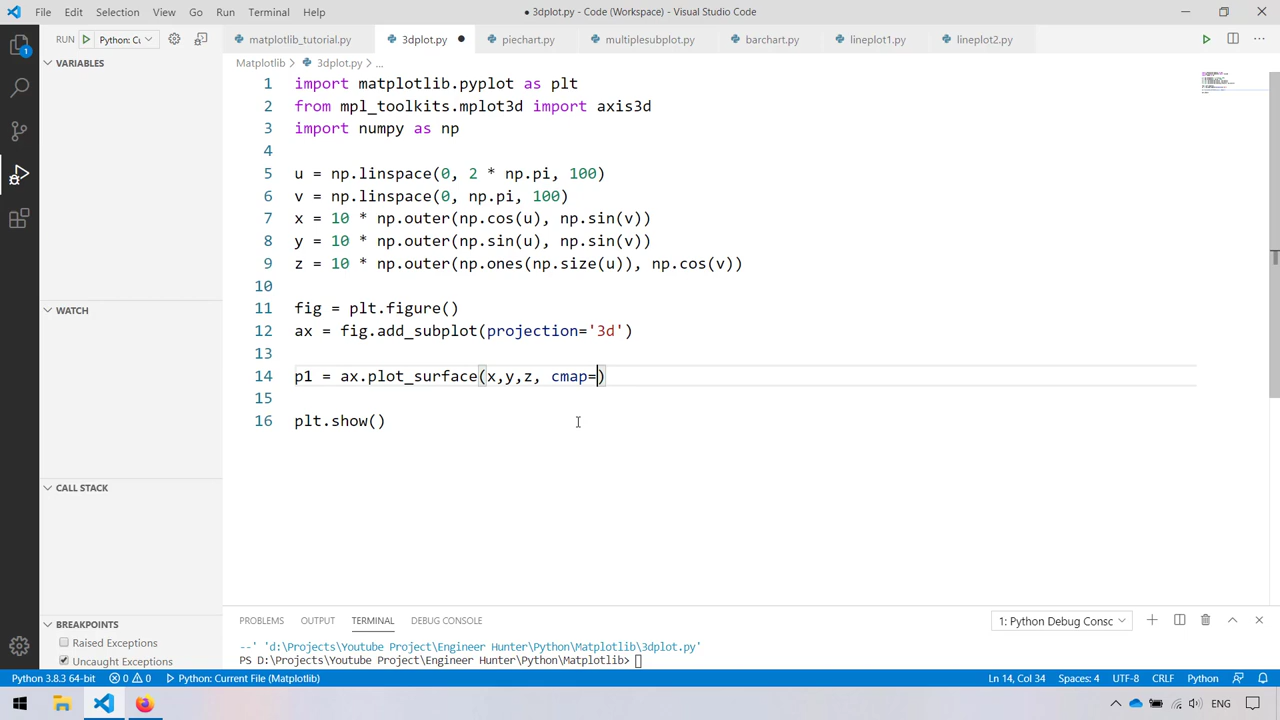 File Edit Selection View Go Run Terminal Help
● 3dplot.py - Code (Workspace) - Visual Studio Code
RUN Python: Cu
matplotlib_tutorial.py 3dplot.py ● piechart.py multiplesubplot.py barchart.py lineplot1.py lineplot2.py
Matplotlib > 3dplot.py > ...
VARIABLES
1 import matplotlib.pyplot as plt
2 from mpl_toolkits.mplot3d import axis3d
3 import numpy as np
4
5 u = np.linspace(0, 2 * np.pi, 100)
6 v = np.linspace(0, np.pi, 100)
7 x = 10 * np.outer(np.cos(u), np.sin(v))
8 y = 10 * np.outer(np.sin(u), np.sin(v))
9 z = 10 * np.outer(np.ones(np.size(u)), np.cos(v))
10
11 fig = plt.figure()
12 ax = fig.add_subplot(projection='3d')
13
14 p1 = ax.plot_surface(x,y,z, cmap=)
15
16 plt.show()
WATCH
CALL STACK
BREAKPOINTS
Raised Exceptions
Uncaught Exceptions
1
PROBLEMS OUTPUT TERMINAL DEBUG CONSOLE
1: Python Debug Consc
--' 'd:\Projects\Youtube Project\Engineer Hunter\Python\Matplotlib\3dplot.py'
PS D:\Projects\Youtube Project\Engineer Hunter\Python\Matplotlib>
Python 3.8.3 64-bit 0 0 Python: Current File (Matplotlib) Ln 14, Col 34 Spaces: 4 UTF-8 CRLF Python
ENG